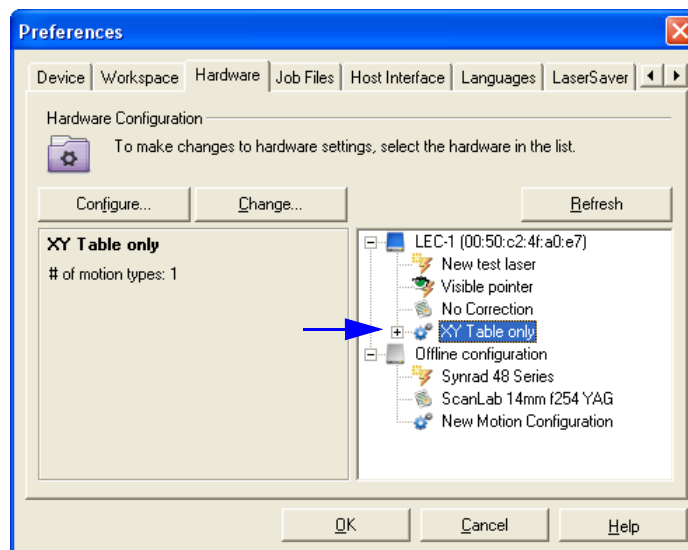 Preferences
Device Workspace Hardware Job Files Host Interface Languages LaserSaver
Hardware Configuration
To make changes to hardware settings, select the hardware in the list.
Configure... Change... Refresh
XY Table only
# of motion types: 1
LEC-1 (00:50:c2:4f:a0:e7)
New test laser
Visible pointer
No Correction
XY Table only
Offline configuration
Synrad 48 Series
ScanLab 14mm f254 YAG
New Motion Configuration
OK Cancel Help